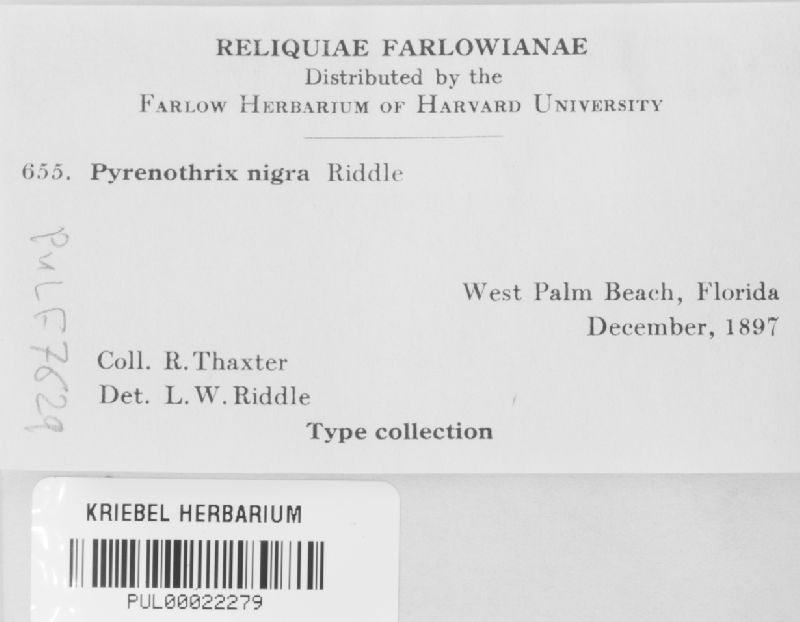 RELIQUIAE FARLOWIANAE
Distributed by the
FARLOW HERBARIUM OF HARVARD UNIVERSITY
655. Pyrenothrix nigra Riddle
West Palm Beach, Florida
December, 1897
Coll. R. Thaxter
Det. L. W. Riddle
Type collection
PuLF7629
KRIEBEL HERBARIUM
PUL00022279